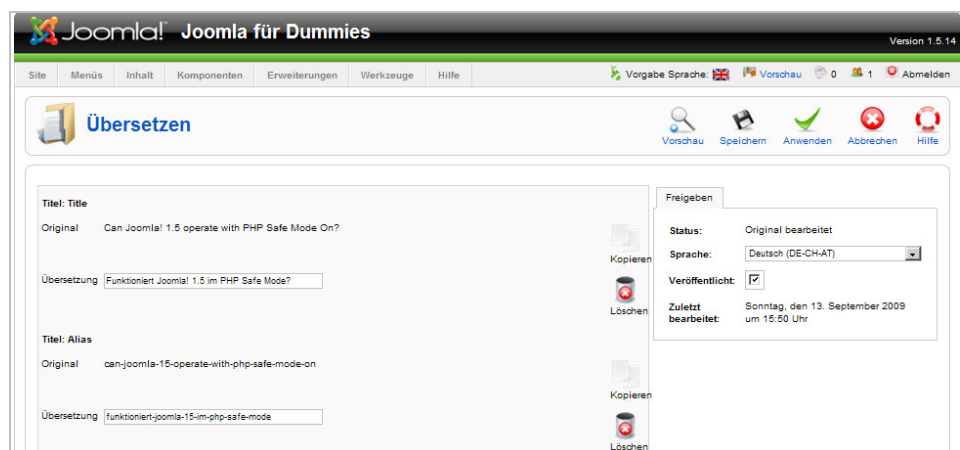 Joomla! Joomla für Dummies
Version 1.5.14
Site Menüs Inhalt Komponenten Erweiterungen Werkzeuge Hilfe Vorgabe Sprache: Vorschau 0 1 Abmelden
Übersetzen
Vorschau Speichern Anwenden Abbrechen Hilfe
Titel: Title
Original Can Joomla! 1.5 operate with PHP Safe Mode On?
Kopieren
Übersetzung Funktioniert Joomla! 1.5 im PHP Safe Mode?
Löschen
Titel: Alias
Original can-joomla-15-operate-with-php-safe-mode-on
Kopieren
Übersetzung funktioniert-joomla-15-im-php-safe-mode
Löschen
Freigeben
Status: Original bearbeitet
Sprache: Deutsch (DE-CH-AT)
Veröffentlicht:
Zuletzt bearbeitet: Sonntag, den 13. September 2009
um 15:50 Uhr